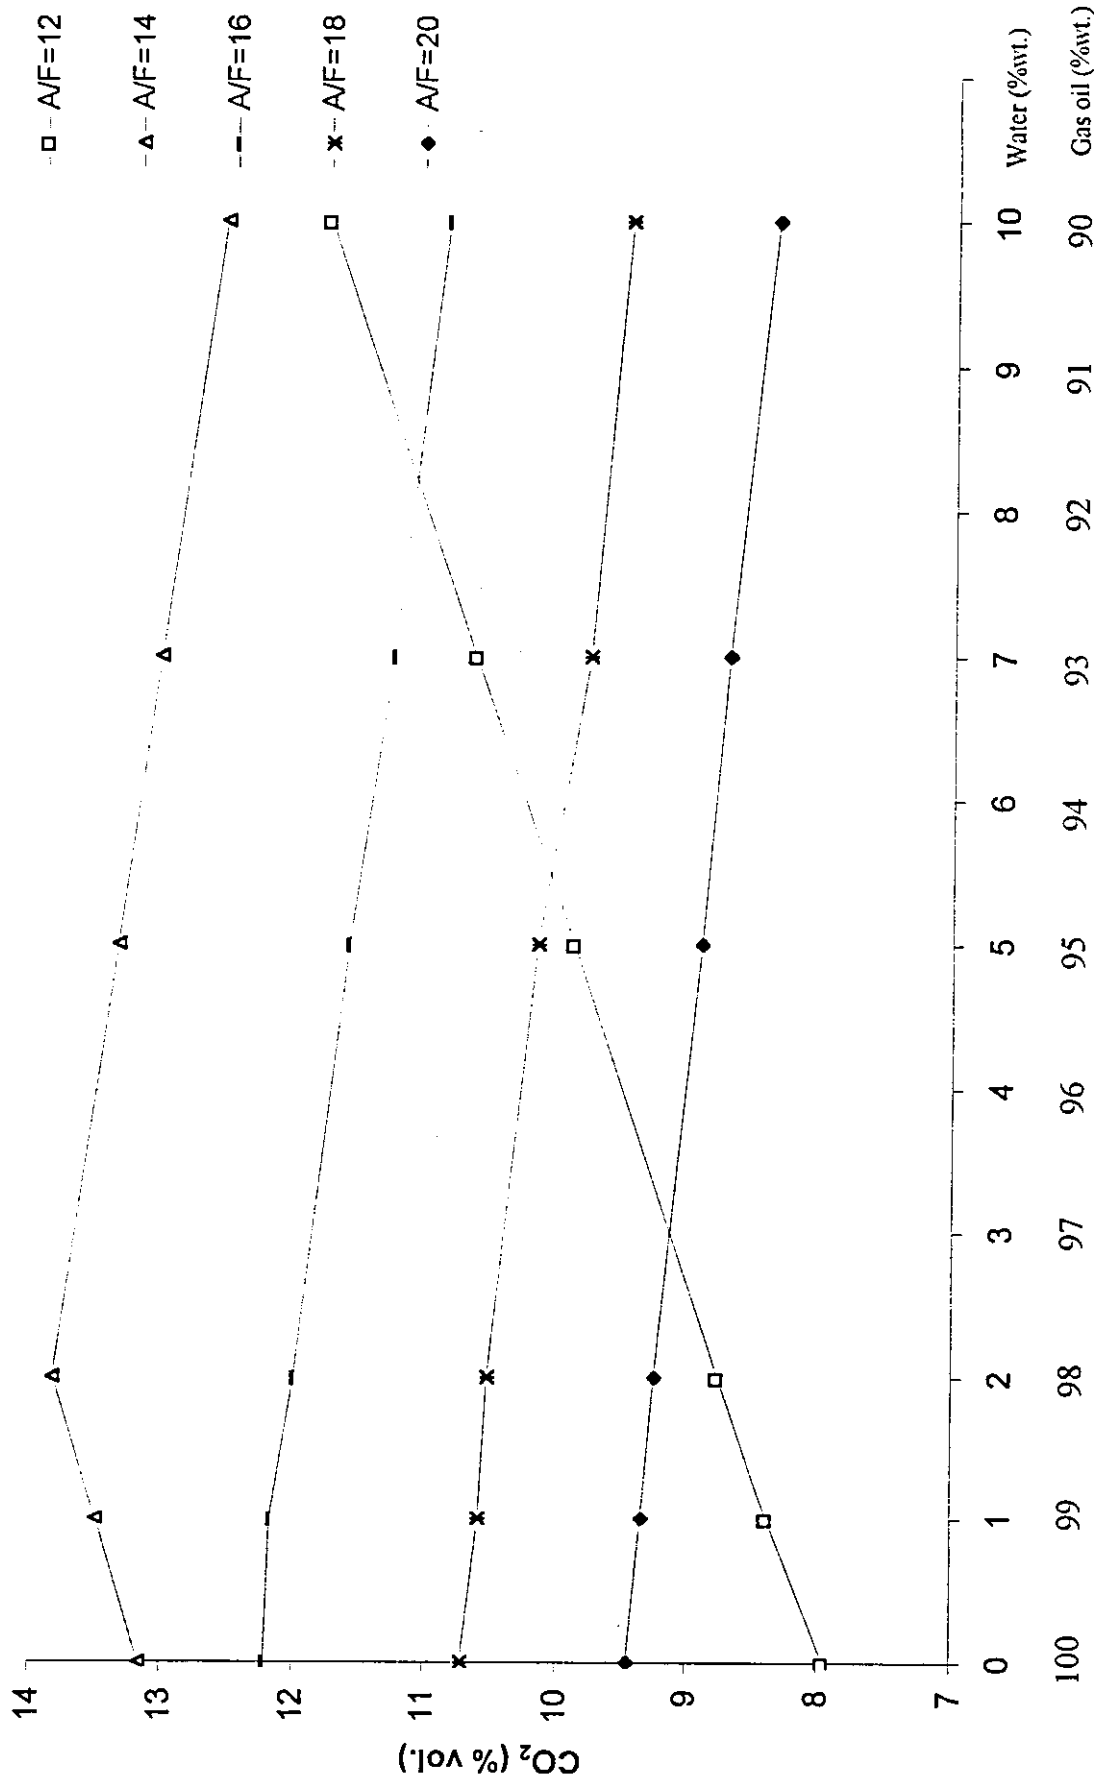 CO2 (% vol.)
14
13
12
11
10
9
8
7
0 1 2 3 4 5 6 7 8 9 10 Water (%wt.)
100 99 98 97 96 95 94 93 92 91 90 Gas oil (%wt.)
A/F=12
A/F=14
A/F=16
A/F=18
A/F=20